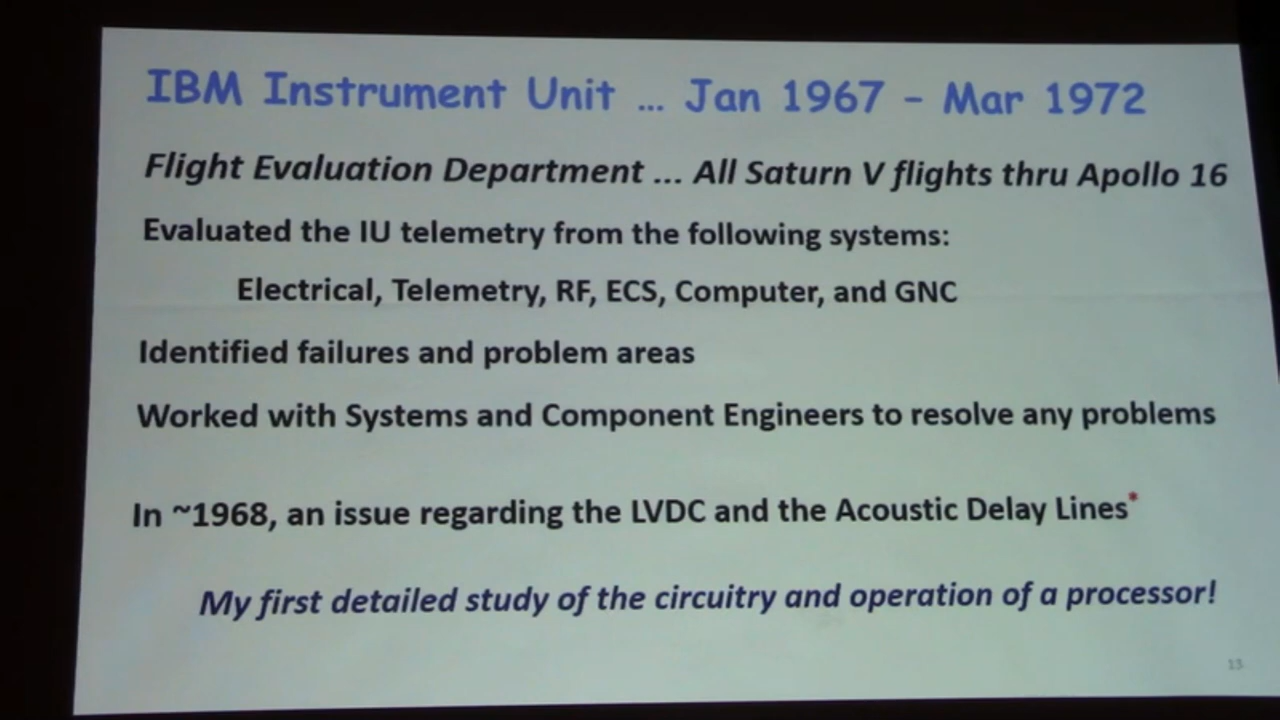 IBM Instrument Unit ... Jan 1967 - Mar 1972
Flight Evaluation Department ... All Saturn V flights thru Apollo 16
Evaluated the IU telemetry from the following systems:
Electrical, Telemetry, RF, ECS, Computer, and GNC
Identified failures and problem areas
Worked with Systems and Component Engineers to resolve any problems
In ~1968, an issue regarding the LVDC and the Acoustic Delay Lines*
My first detailed study of the circuitry and operation of a processor!
13